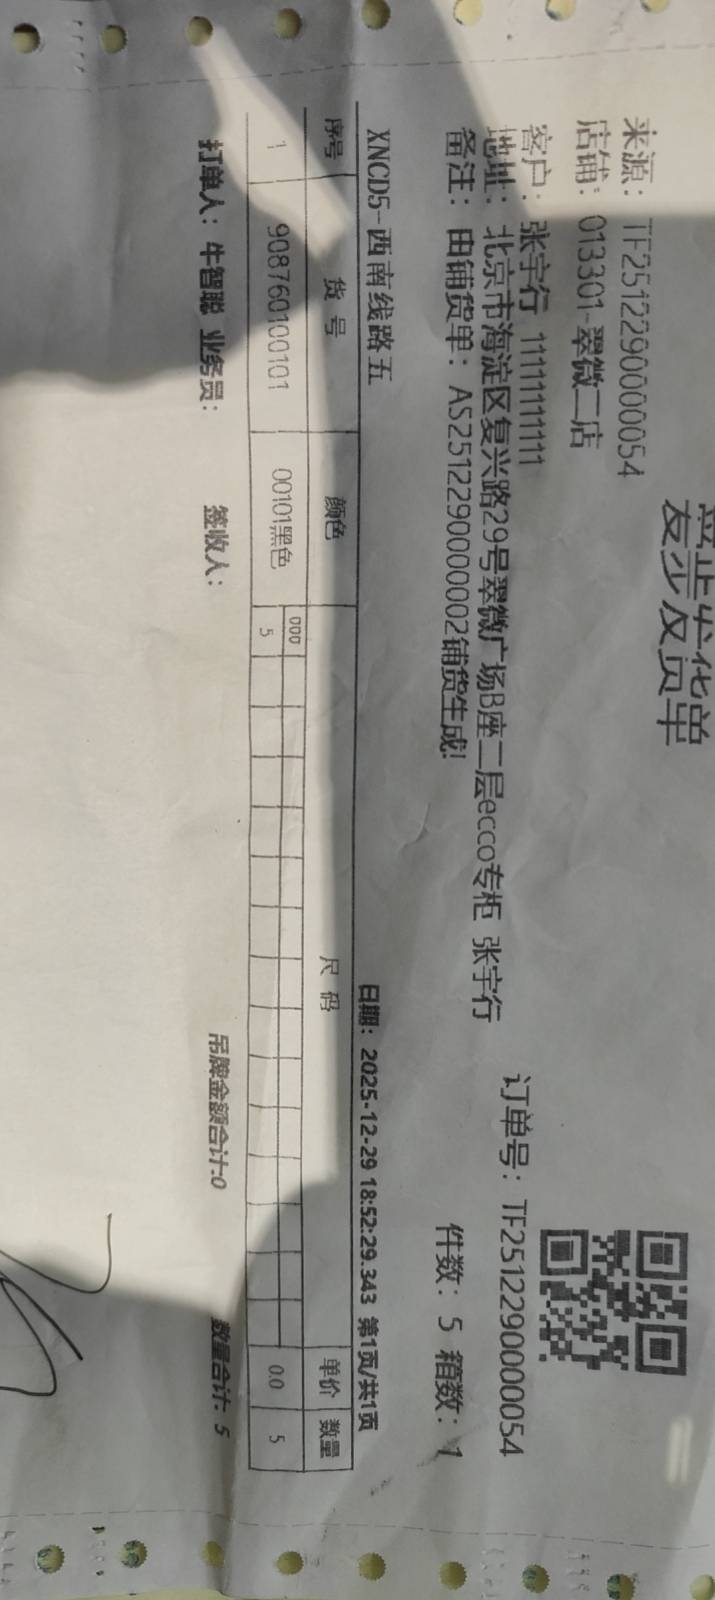 发货单
来源：TF2512290000054
店铺：013301-翠微二店
客户：张宇行 11111111111
订单号：TF2512290000054
地址：北京市海淀区复兴路29号翠微广场B座二层ecco专柜 张宇行
备注：由铺货单：AS2512290000002铺货生成!
件数：5 箱数：1
XNCD5-西南线路五
日期：2025-12-29 18:52:29.343 第1页/共1页
序号 货号 颜色 尺码 单价 数量
000
1 908760100101 00101黑色 5 0.0 5
打单人：牛智聪 业务员： 签收人： 吊牌金额合计:0 数量合计：5